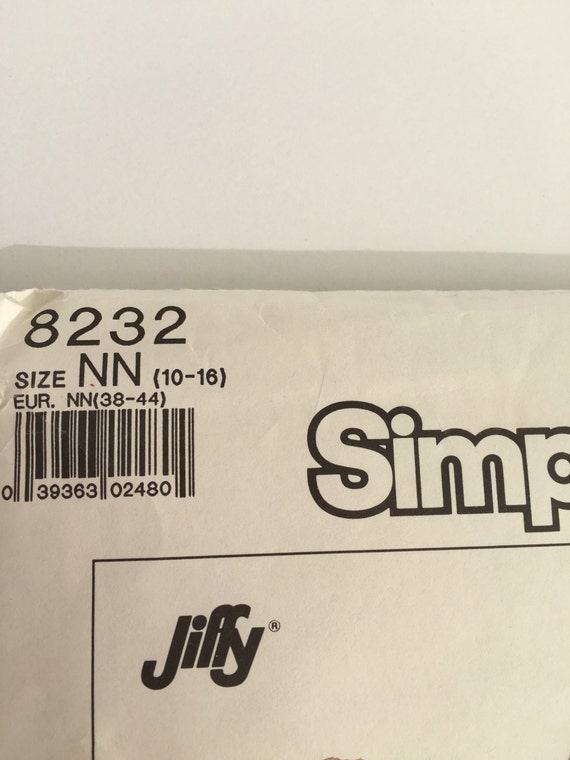 8232
SIZE NN (10-16)
EUR. NN(38-44)
0 39363 02480
Simp
Jiffy®